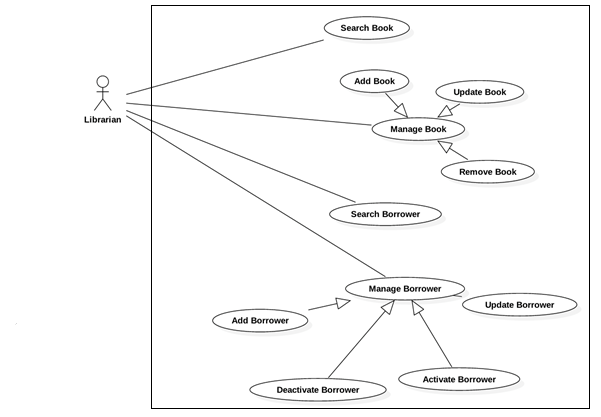 Search Book
Add Book
Update Book
Librarian
Manage Book
Remove Book
Search Borrower
Manage Borrower
Update Borrower
Add Borrower
Deactivate Borrower
Activate Borrower